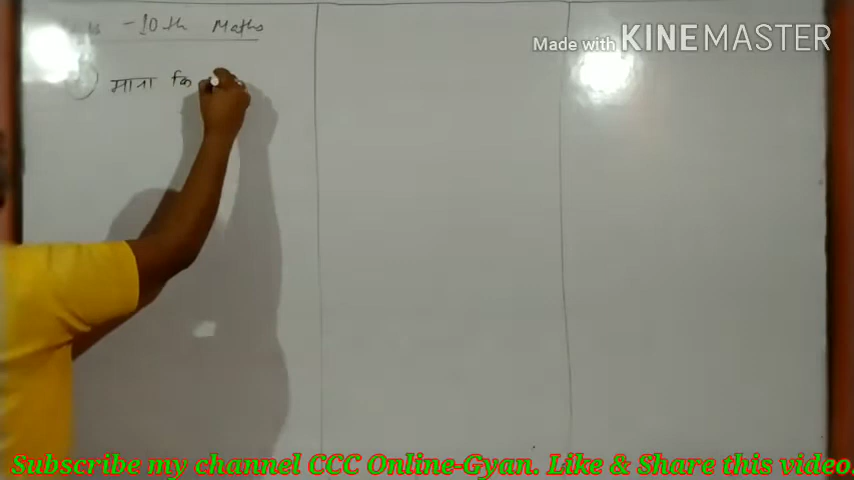 -10th Maths
Made with KINEMASTER
माना कि
Subscribe my channel CCC Online-Gyan. Like & Share this video.